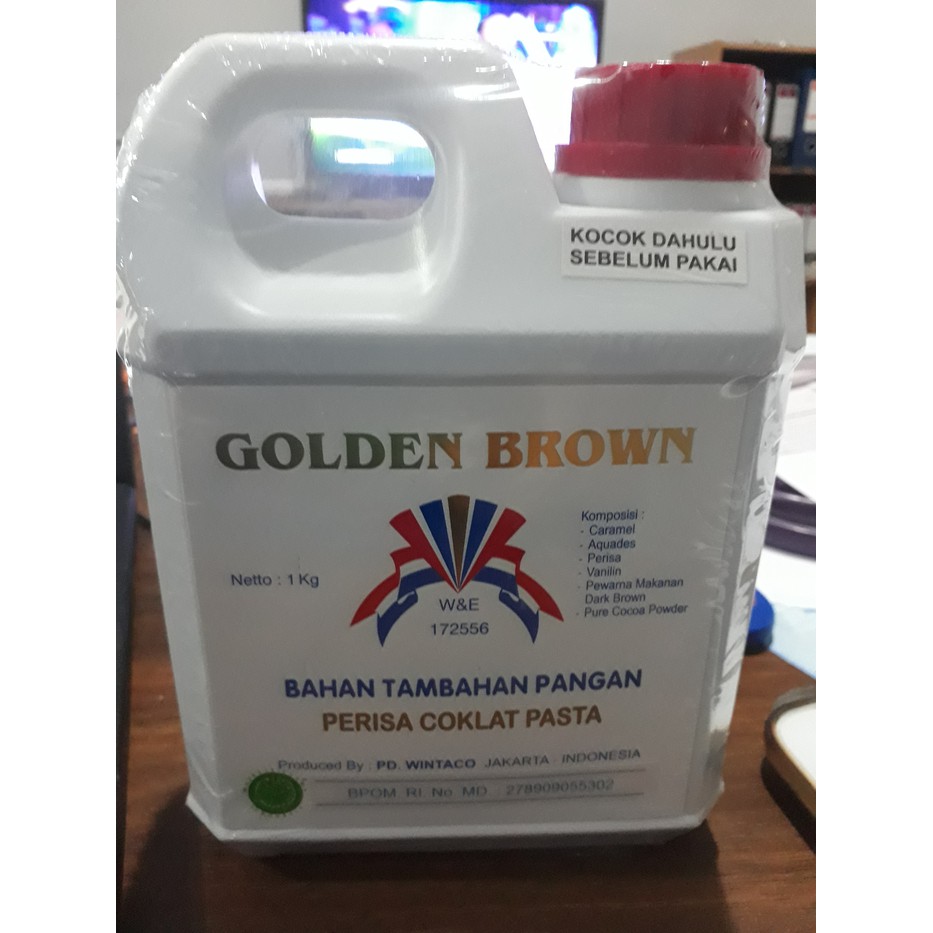 KOCOK DAHULU
SEBELUM PAKAI
GOLDEN BROWN
Netto : 1 Kg
W&E
172556
Komposisi :
- Caramel
- Aquades
- Perisa
- Vanilin
- Pewarna Makanan
Dark Brown
- Pure Cocoa Powder
BAHAN TAMBAHAN PANGAN
PERISA COKLAT PASTA
Produced By : PD. WINTACO JAKARTA - INDONESIA
BPOM RI. No. MD. : 278909055302